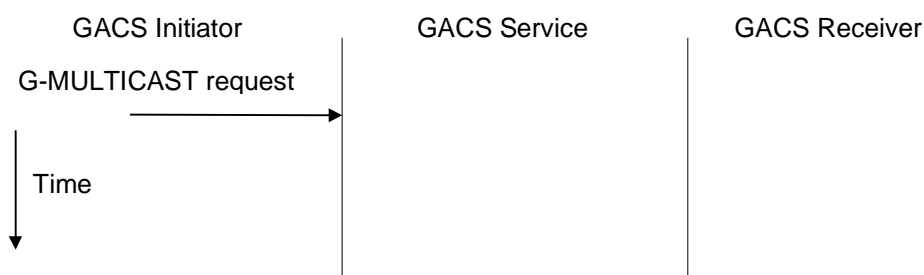 GACS Initiator
GACS Service
GACS Receiver
G-MULTICAST request
Time